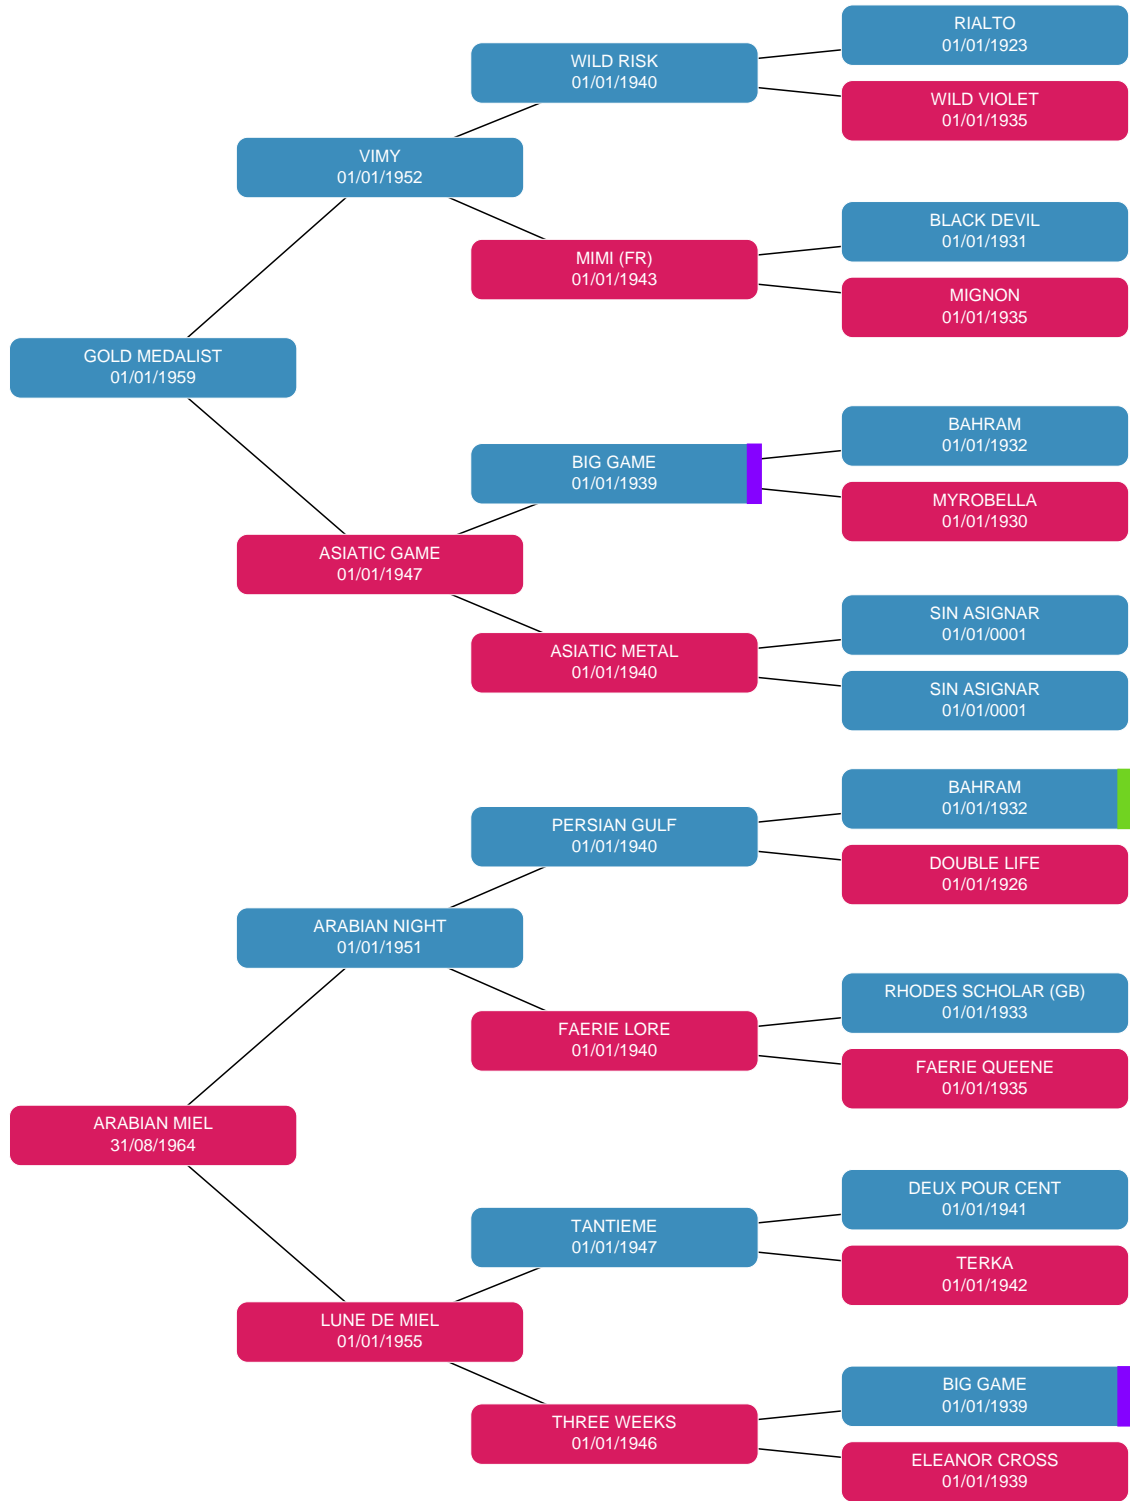 RIALTO
01/01/1923
WILD RISK
01/01/1940
WILD VIOLET
01/01/1935
VIMY
01/01/1952
BLACK DEVIL
01/01/1931
MIMI (FR)
01/01/1943
MIGNON
01/01/1935
GOLD MEDALIST
01/01/1959
BAHRAM
01/01/1932
BIG GAME
01/01/1939
MYROBELLA
01/01/1930
ASIATIC GAME
01/01/1947
SIN ASIGNAR
01/01/0001
ASIATIC METAL
01/01/1940
SIN ASIGNAR
01/01/0001
BAHRAM
01/01/1932
PERSIAN GULF
01/01/1940
DOUBLE LIFE
01/01/1926
ARABIAN NIGHT
01/01/1951
RHODES SCHOLAR (GB)
01/01/1933
FAERIE LORE
01/01/1940
FAERIE QUEENE
01/01/1935
ARABIAN MIEL
31/08/1964
DEUX POUR CENT
01/01/1941
TANTIEME
01/01/1947
TERKA
01/01/1942
LUNE DE MIEL
01/01/1955
BIG GAME
01/01/1939
THREE WEEKS
01/01/1946
ELEANOR CROSS
01/01/1939